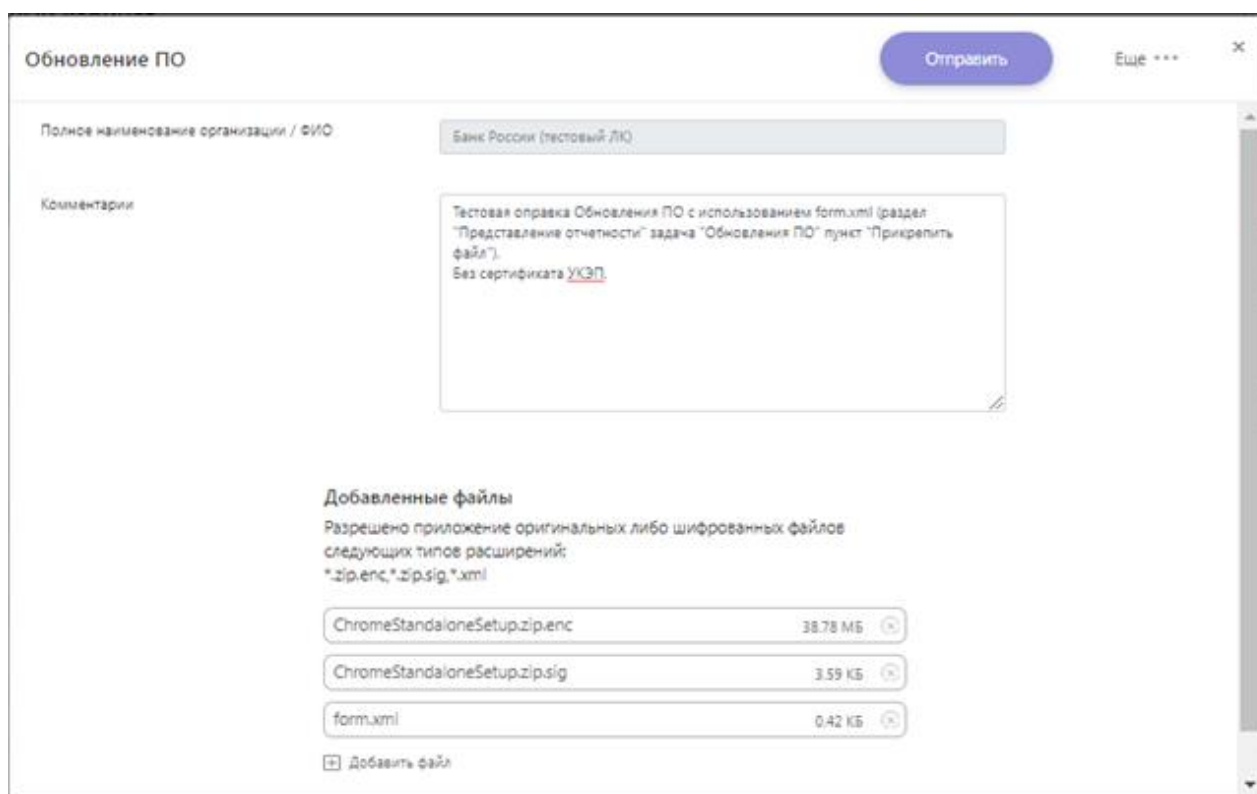 Обновление ПО
Отправить
Еще •••
×
Полное наименование организации / ФИО
Банк России (тестовый ЛК)
Комментарии
Тестовая оправка Обновления ПО с использованием form.xml (раздел
"Представление отчетности" задача "Обновления ПО" пункт "Прикрепить
файл").
Без сертификата УКЭП.
Добавленные файлы
Разрешено приложение оригинальных либо шифрованных файлов
следующих типов расширений:
*.zip.enc,*.zip.sig,*.xml
ChromeStandaloneSetup.zip.enc 38.78 МБ
ChromeStandaloneSetup.zip.sig 3.59 КБ
form.xml 0.42 КБ
Добавить файл